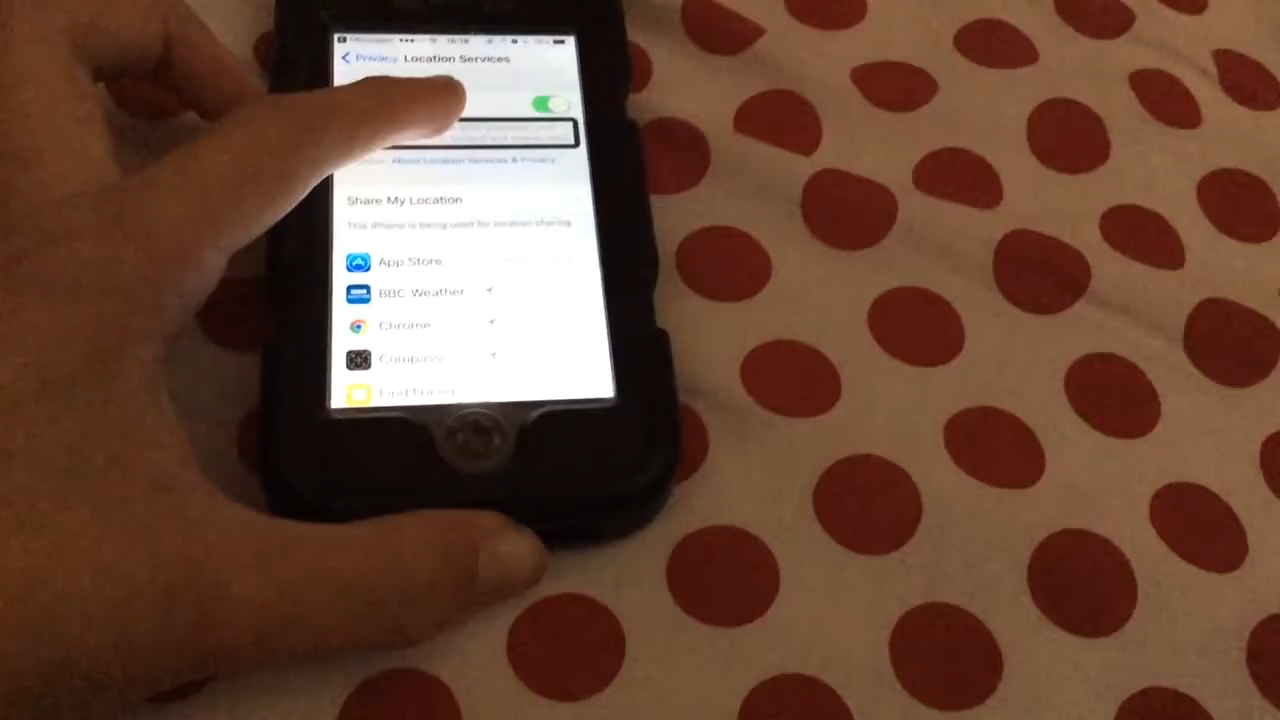 Privacy Location Services
About Location Services & Privacy
Share My Location
This iPhone is being used for location sharing
App Store
BBC Weather
Chrome
Compass
Find Friends